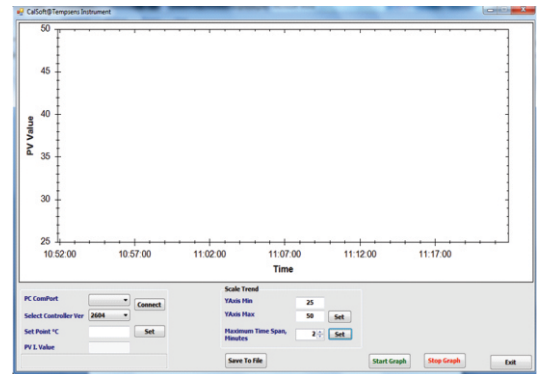 CalSoft@Tempsens Instrument
50
45
40
35
30
25
PV Value
10:52:00 10:57:00 11:02:00 11:07:00 11:12:00 11:17:00
Time
PC ComPort
Connect
Select Controller Ver 2604
Set Point °C Set
PV I. Value
Scale Trend
YAxis Min 25
YAxis Max 50 Set
Maximum Time Span, Minutes 2 Set
Save To File
Start Graph Stop Graph Exit